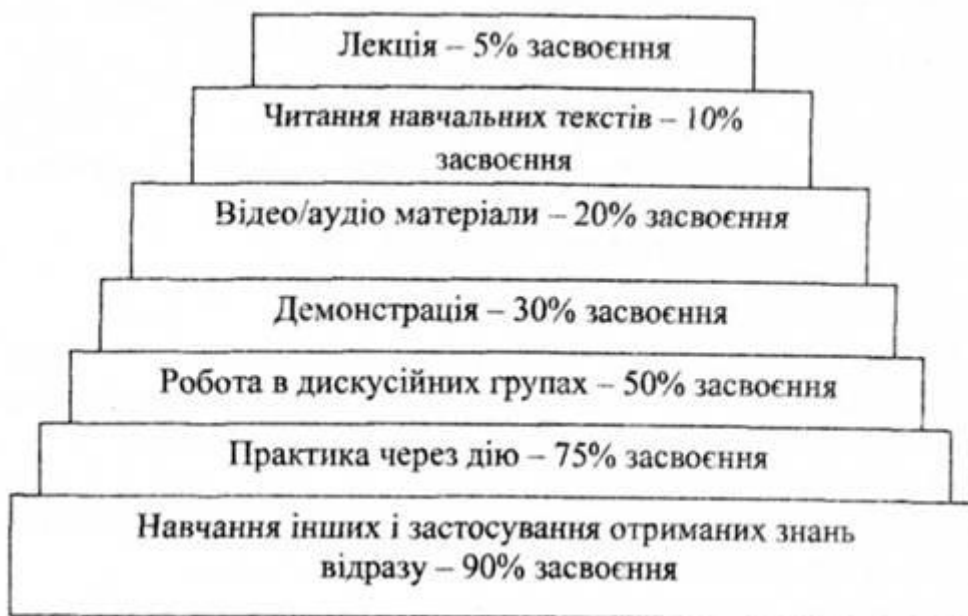 Лекція – 5% засвоєння
Читання навчальних текстів – 10%
засвоєння
Відео/аудіо матеріали – 20% засвоєння
Демонстрація – 30% засвоєння
Робота в дискусійних групах – 50% засвоєння
Практика через дію – 75% засвоєння
Навчання інших і застосування отриманих знань
відразу – 90% засвоєння